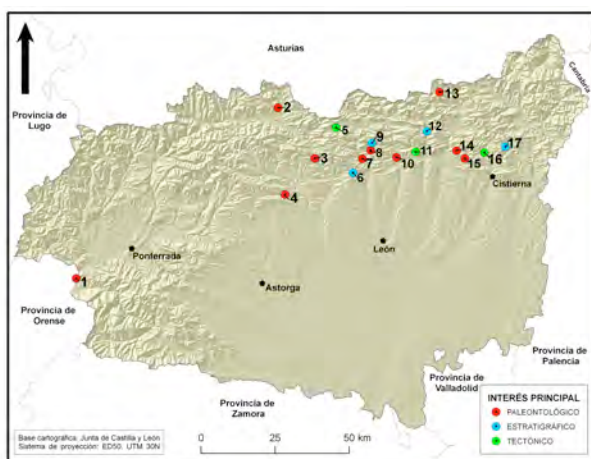 Asturias
Cantabria
Provincia de
Lugo
13
2
5
12
9
17
8
14
3
7
10
11
15
16
6
Cistierna
4
León
Ponferrada
1
Astorga
Provincia de
Orense
Provincia de
Palencia
Provincia de
Valladolid
Provincia de
Zamora
INTERÉS PRINCIPAL
PALEONTOLÓGICO
ESTRATIGRÁFICO
TECTÓNICO
Base cartográfica: Junta de Castilla y León
Sistema de proyección: ED50. UTM 30N
0 25 50 km